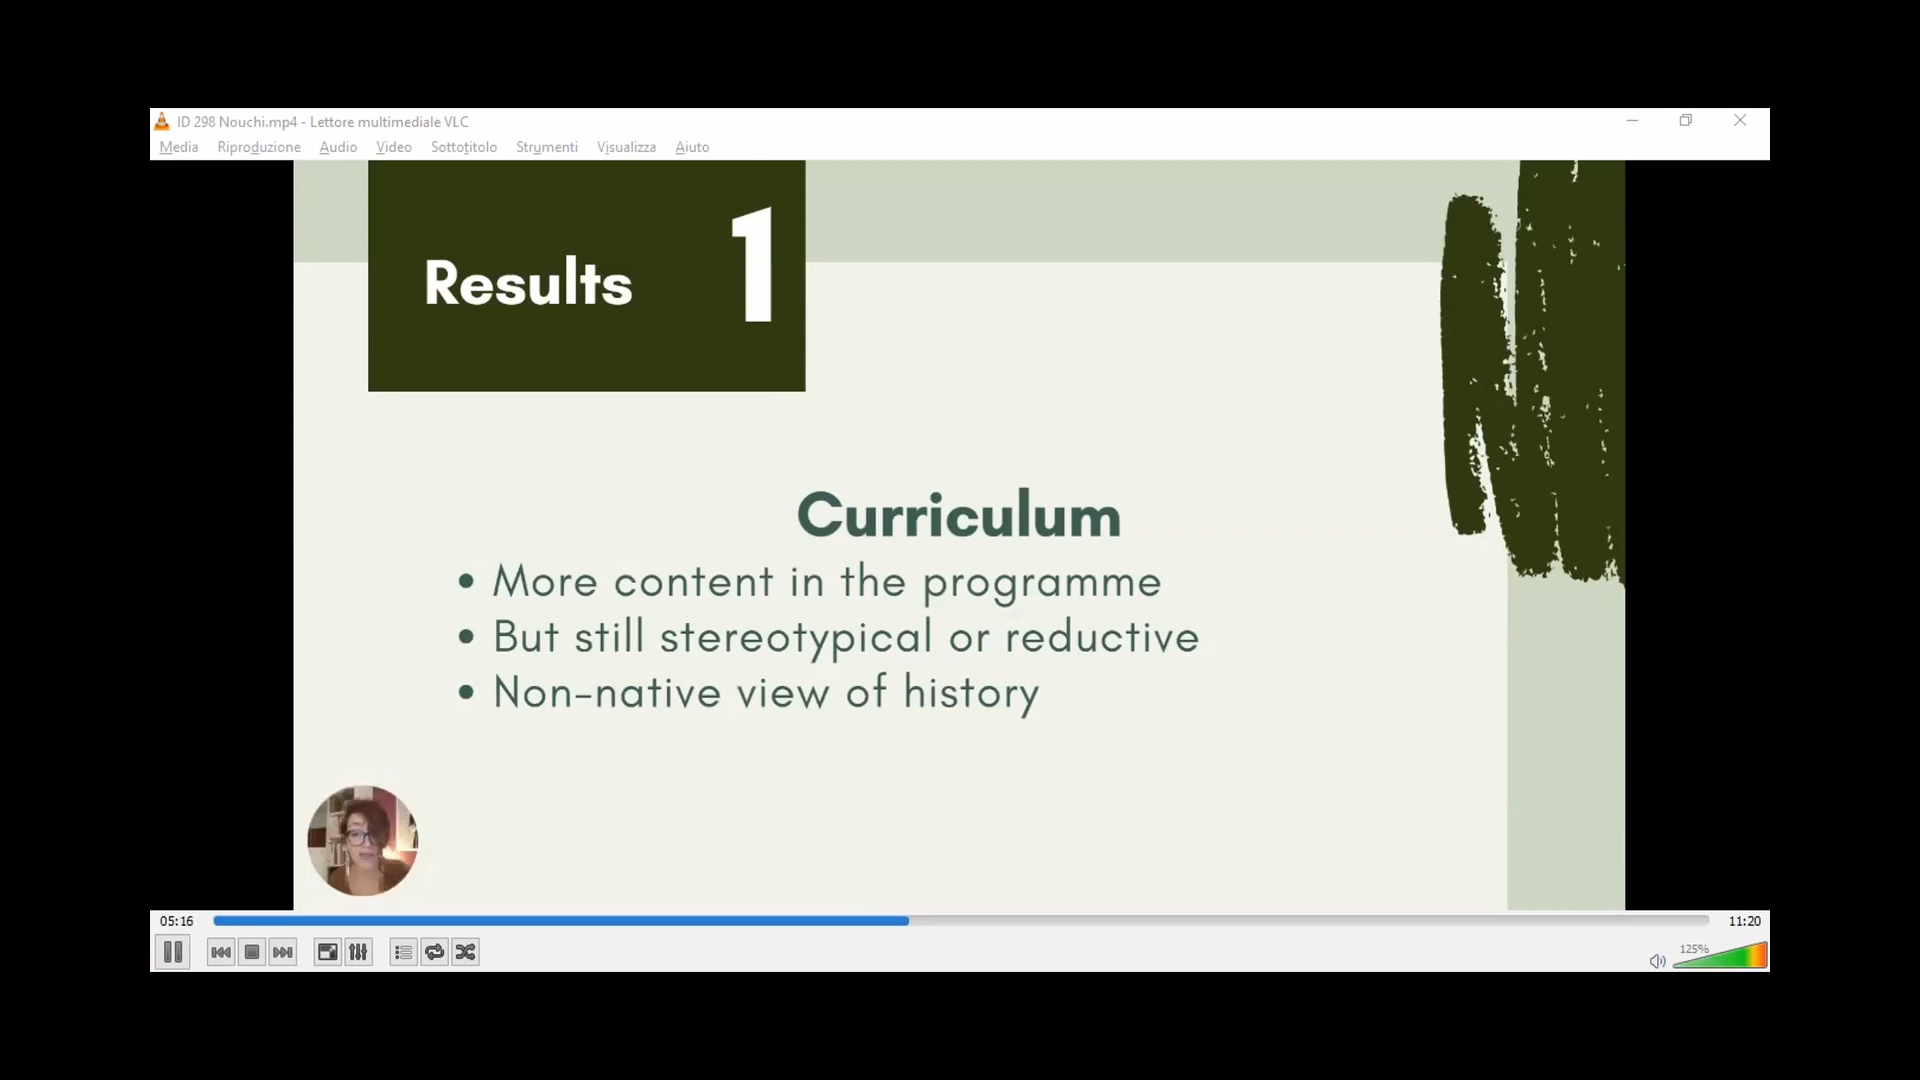 ID 298 Nouchi.mp4 - Lettore multimediale VLC
Media Riproduzione Audio Video Sottotitolo Strumenti Visualizza Aiuto
Results 1
Curriculum
• More content in the programme
• But still stereotypical or reductive
• Non-native view of history
05:16 11:20
125%